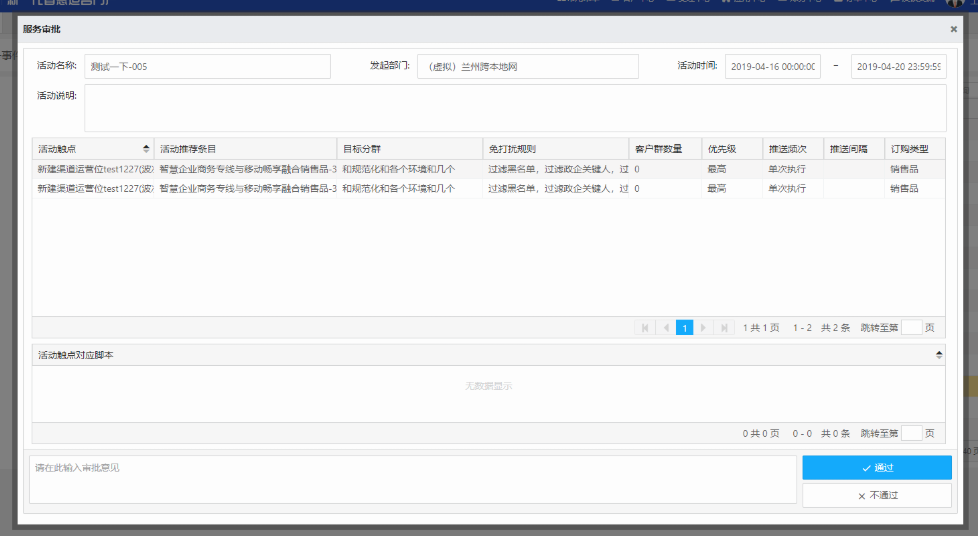 服务审批
活动名称: 测试一下-005 发起部门: （虚拟）兰州跨本地网 活动时间: 2019-04-16 00:00:00 - 2019-04-20 23:59:59
活动说明:
活动触点 活动推荐条目 目标分群 免打扰规则 客户群数量 优先级 推送频次 推送间隔 订购类型
新建渠道运营位test1227(波 智慧企业商务专线与移动畅享融合销售品-3 和规范化和各个环境和几个 过滤黑名单，过滤政企关键人，过 0 最高 单次执行 销售品
新建渠道运营位test1227(波 智慧企业商务专线与移动畅享融合销售品-3 和规范化和各个环境和几个 过滤黑名单，过滤政企关键人，过 0 最高 单次执行 销售品
1 1 共 1 页 1 - 2 共 2 条 跳转至第 页
活动触点对应脚本
无数据显示
0 共 0 页 0 - 0 共 0 条 跳转至第 页
请在此输入审批意见
通过
不通过